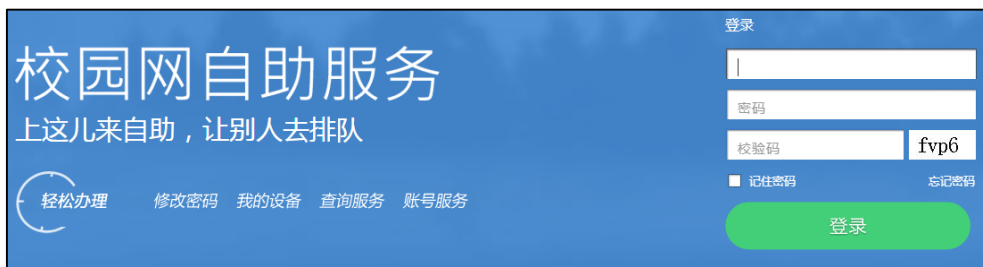 校园网自助服务
上这儿来自助，让别人去排队
轻松办理 修改密码 我的设备 查询服务 账号服务
登录
密码
校验码 fvp6
记住密码 忘记密码
登录